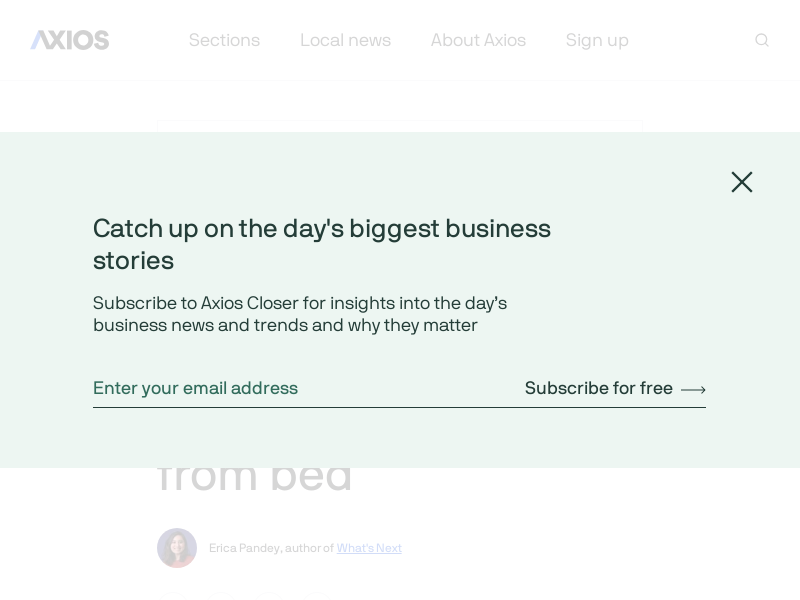 AXIOS
Sections
Local news
About Axios
Sign up
Catch up on the day's biggest business
stories
Subscribe to Axios Closer for insights into the day’s
business news and trends and why they matter
Enter your email address
Subscribe for free
from bed
Erica Pandey, author of What's Next